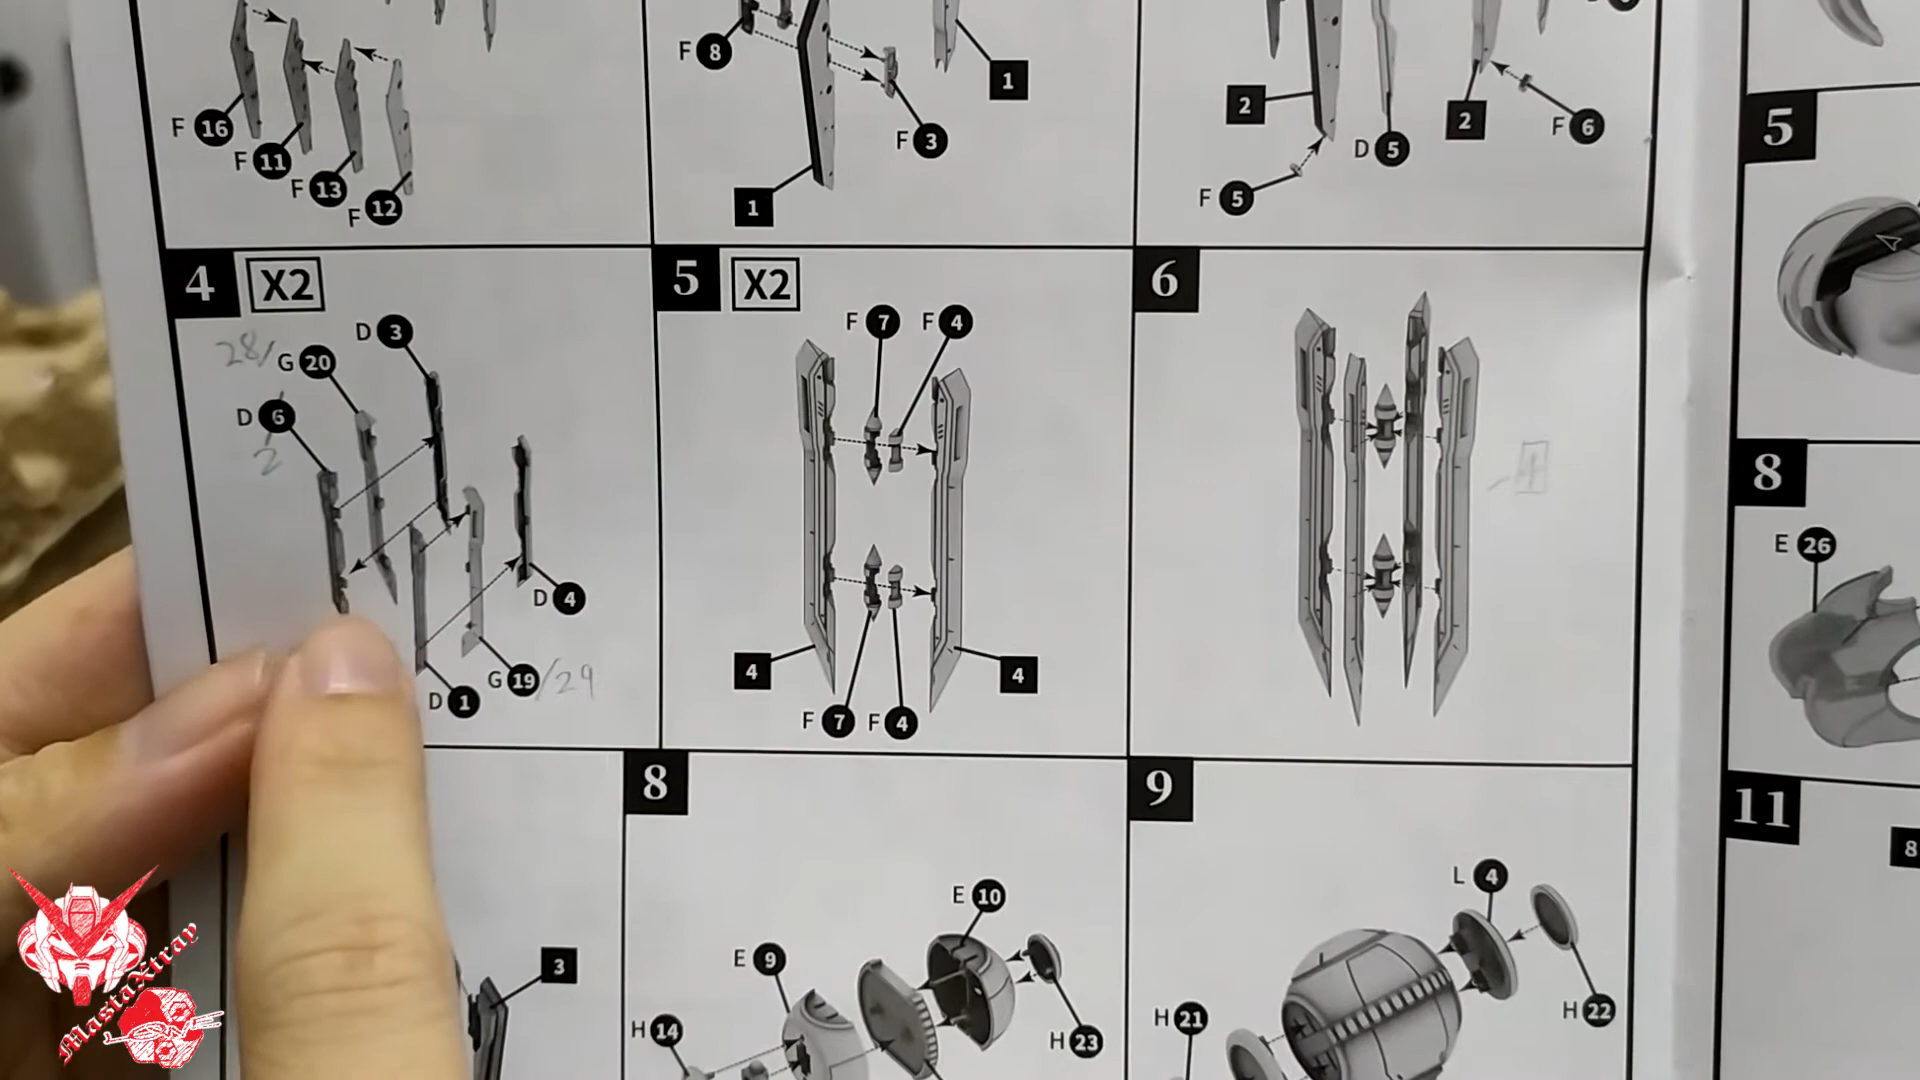 F 8
1
F 16
F 11
F 13
F 12
F 3
1
2
D 5
2
F 6
F 5
5
4 X2
28/
G 20
D 3
D 6
2
D 4
G 19 /29
D 1
5 X2
F 7 F 4
4
4
F 7 F 4
6
8
E 26
11
8
3
8
E 10
E 9
H 14
H 23
9
L 4
H 21
H 22
MastaXtray